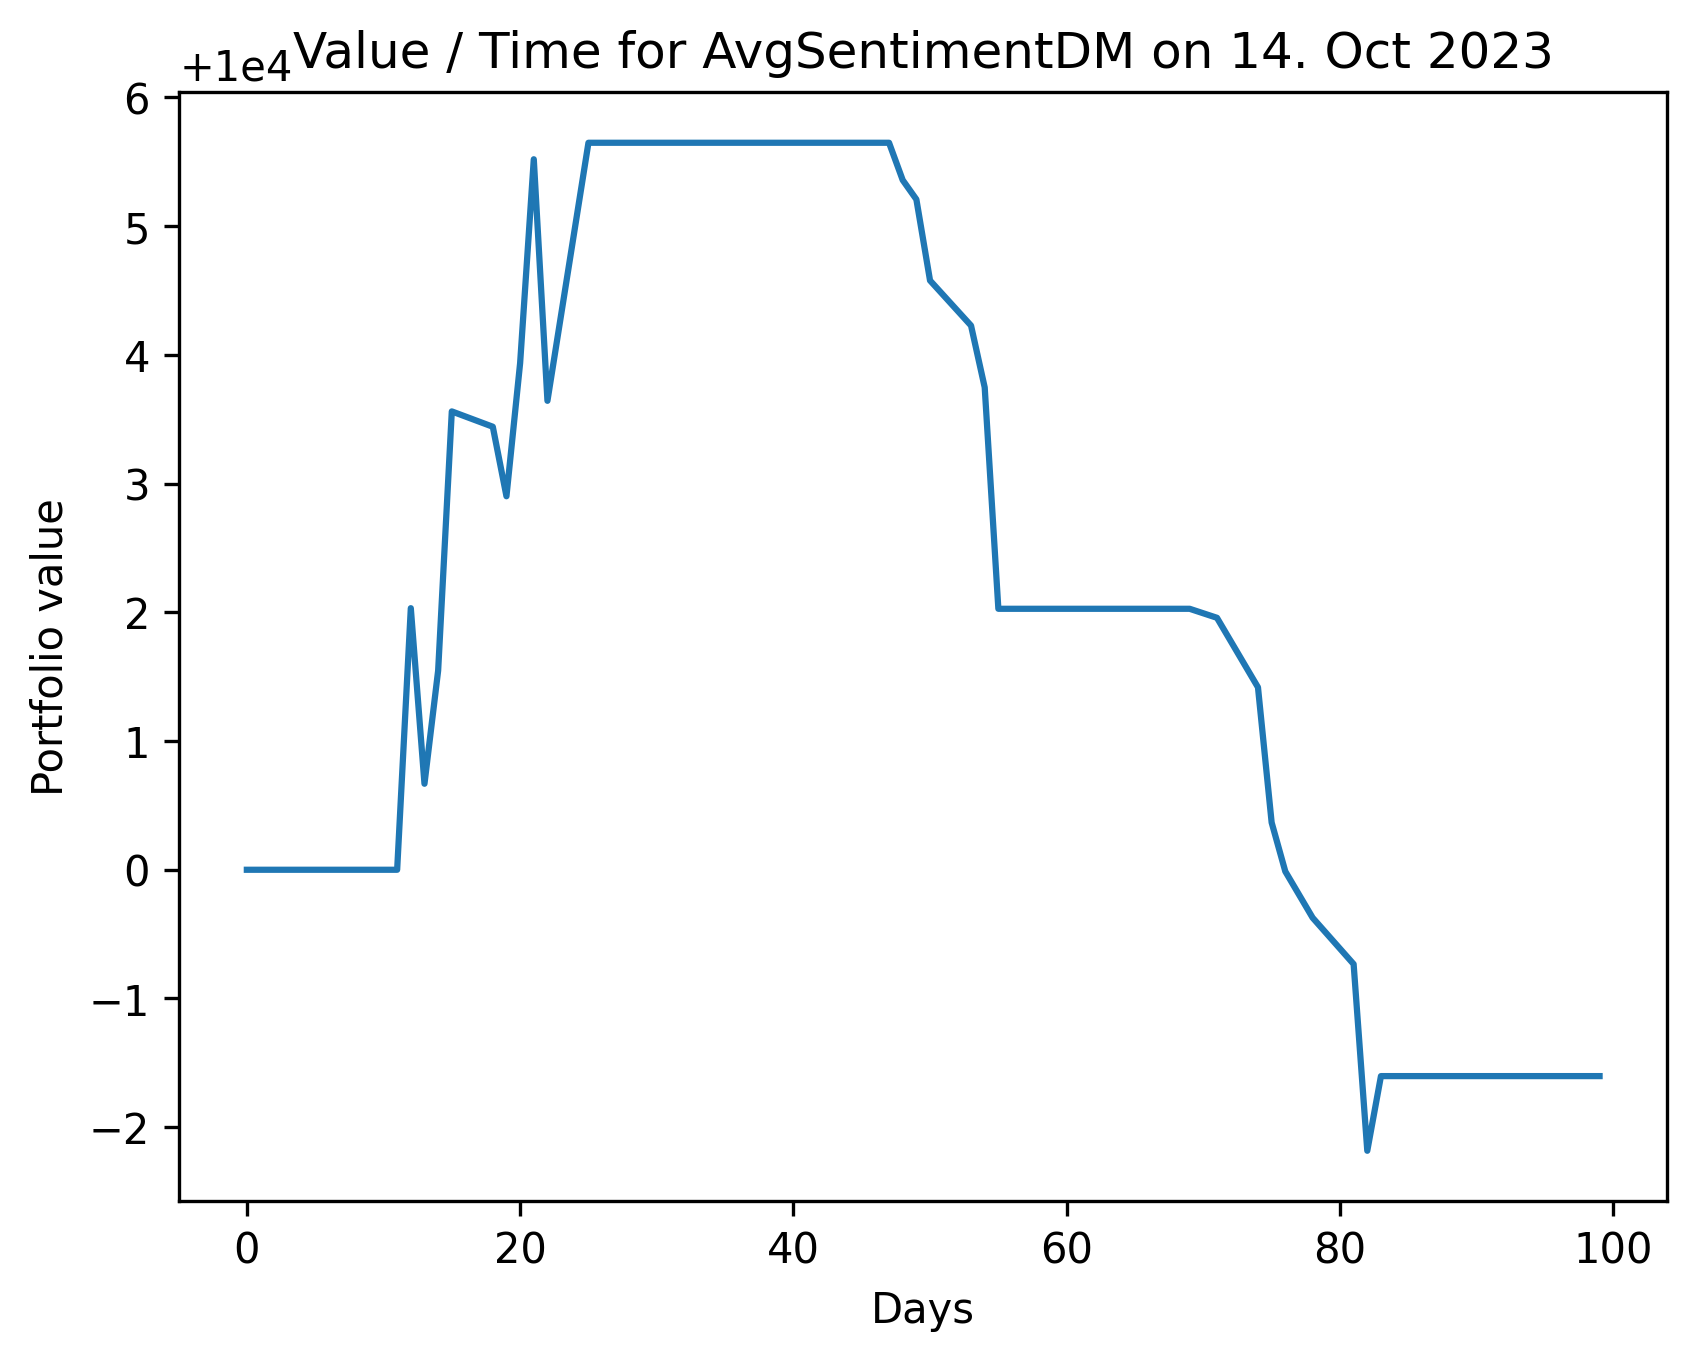 Value / Time for AvgSentimentDM on 14. Oct 2023
+1e4
6
5
4
3
2
1
0
−1
−2
Portfolio value
0 20 40 60 80 100
Days